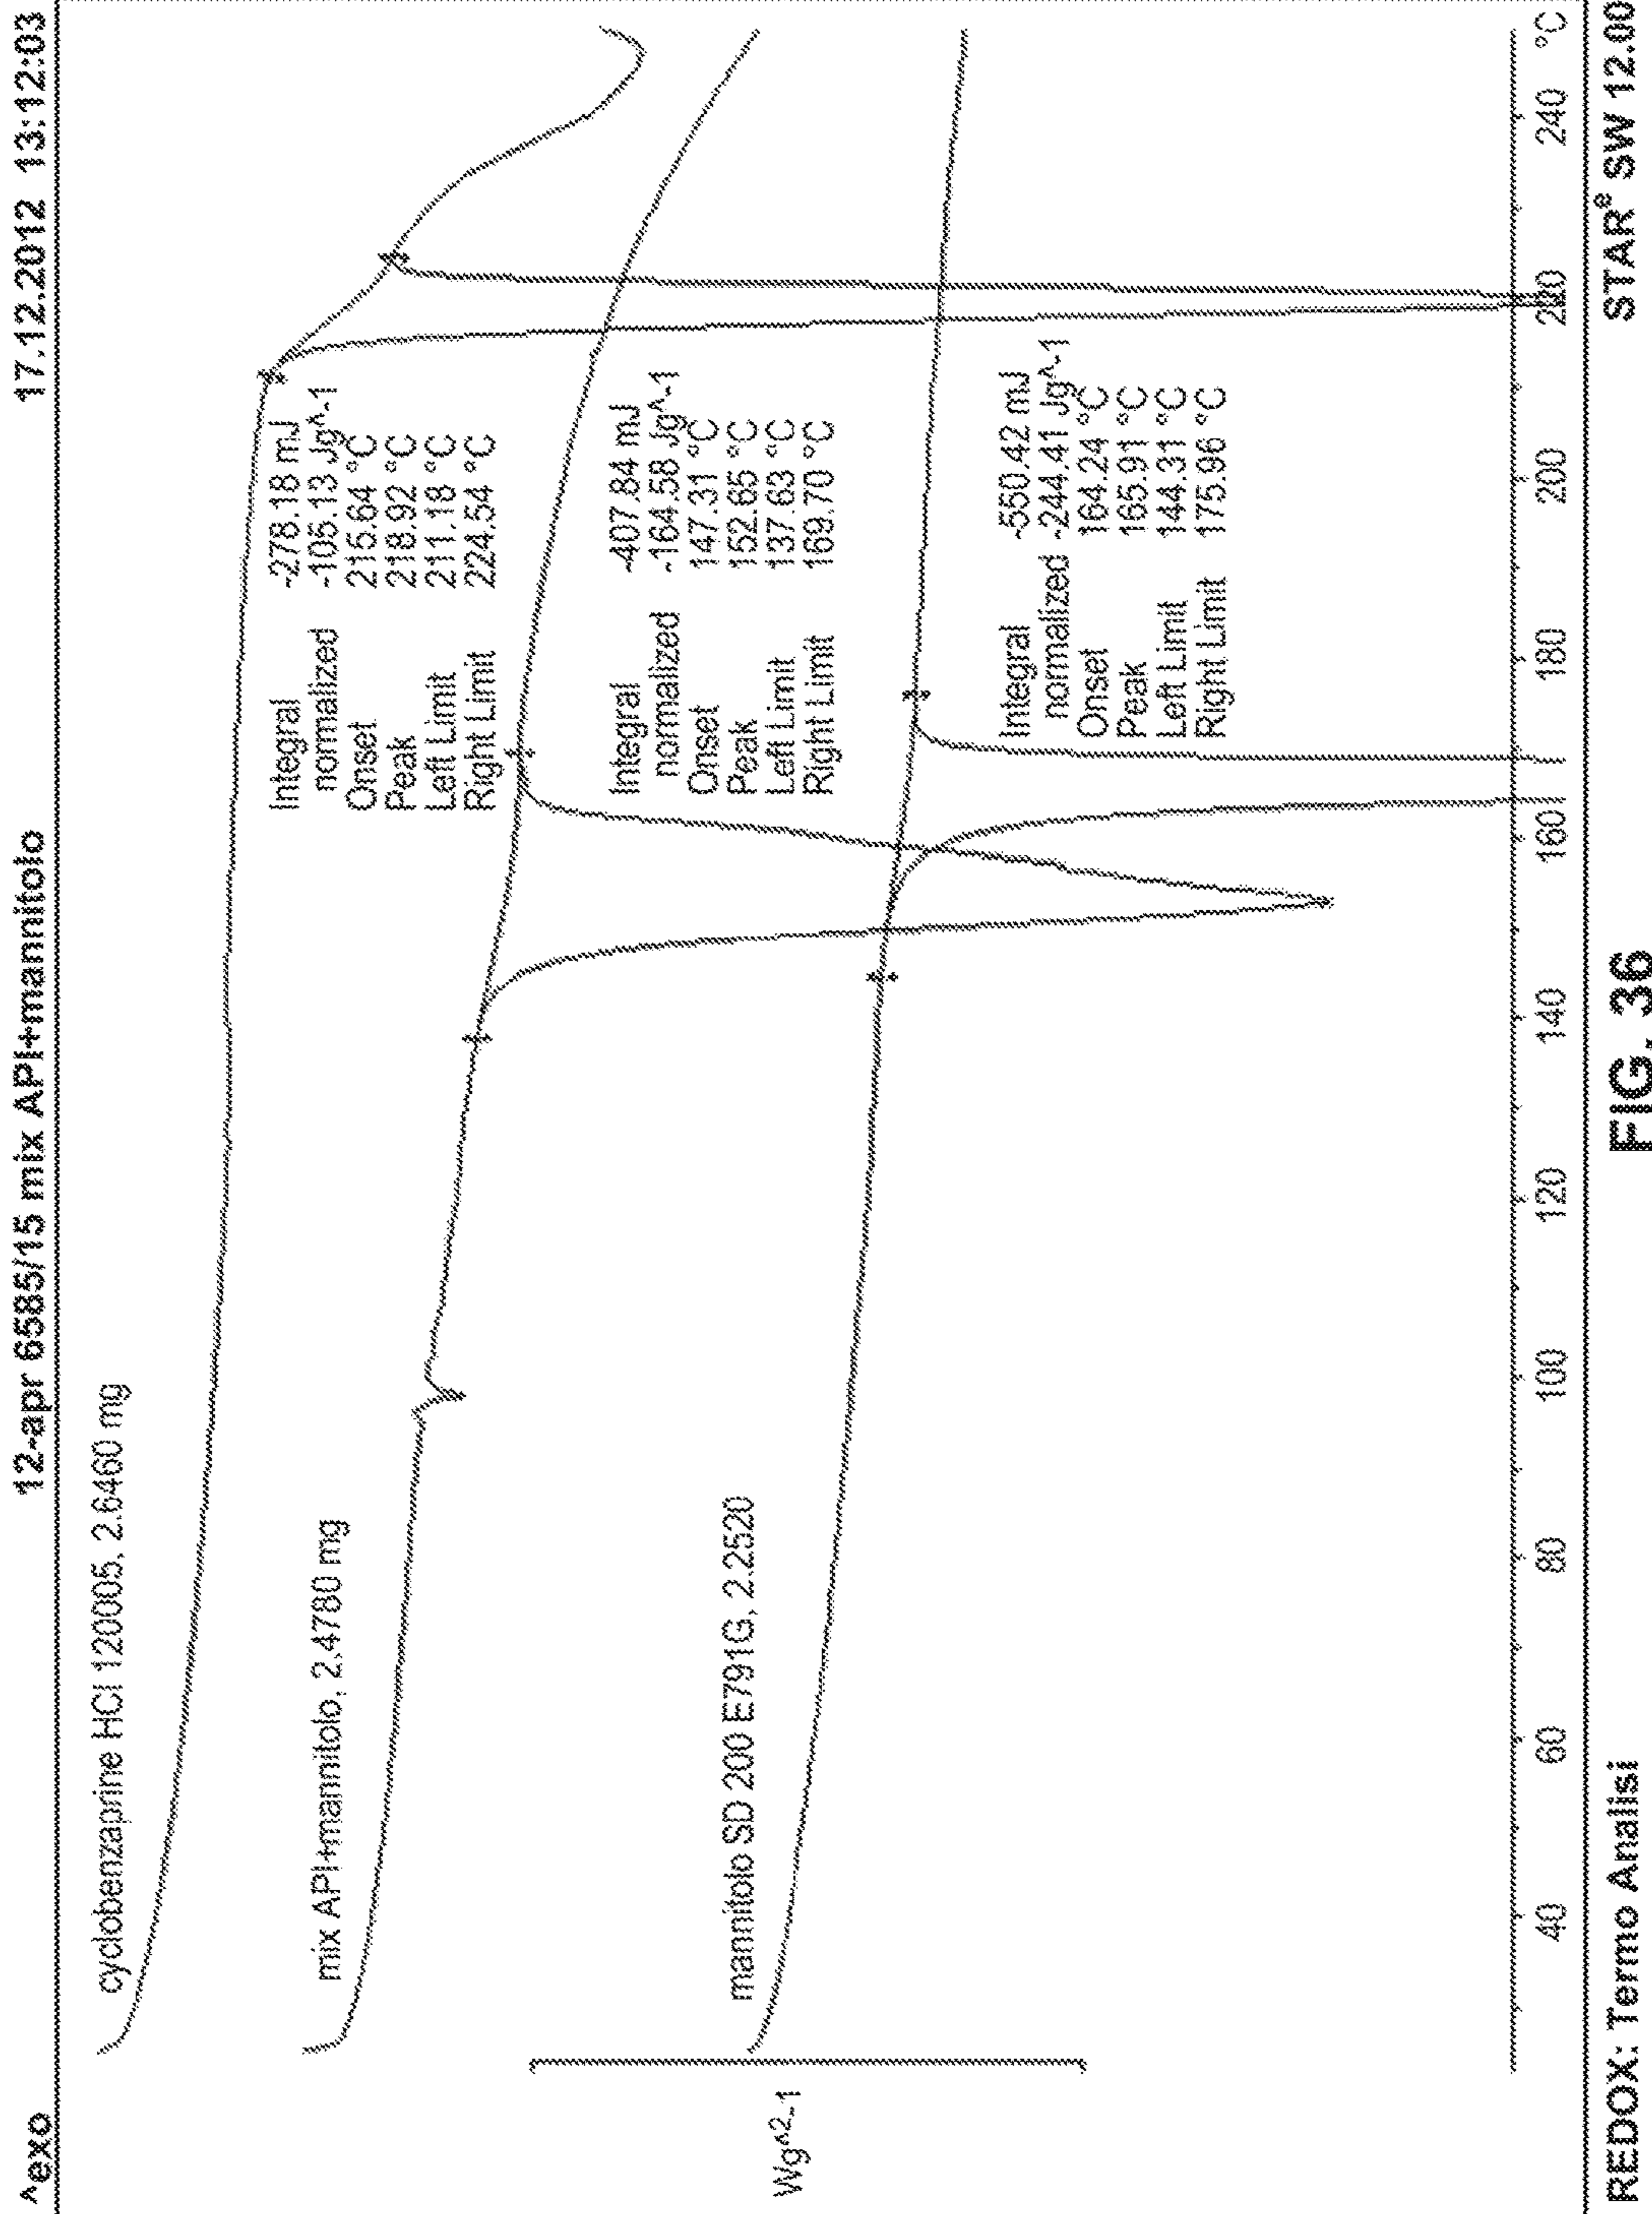 ^exo 12-apr 6585/15 mix API+mannitolo 17.12.2012 13:12:03
cyclobenzaprine HCl 120005, 2.6460 mg
Integral -278.18 mJ
normalized -105.13 Jg^-1
Onset 215.64 °C
Peak 218.92 °C
Left Limit 211.18 °C
Right Limit 224.54 °C
mix API+mannitolo, 2.4780 mg
Integral -407.84 mJ
normalized -164.58 Jg^-1
Onset 147.31 °C
Peak 152.65 °C
Left Limit 137.63 °C
Right Limit 169.70 °C
mannitolo SD 200 E791G, 2.2520
Wg^2-1
Integral -550.42 mJ
normalized -244.41 Jg^-1
Onset 164.24 °C
Peak 165.91 °C
Left Limit 144.31 °C
Right Limit 175.96 °C
40 60 80 100 120 140 160 180 200 220 240 °C
REDOX: Termo Analisi STARe SW 12.00
FIG. 36